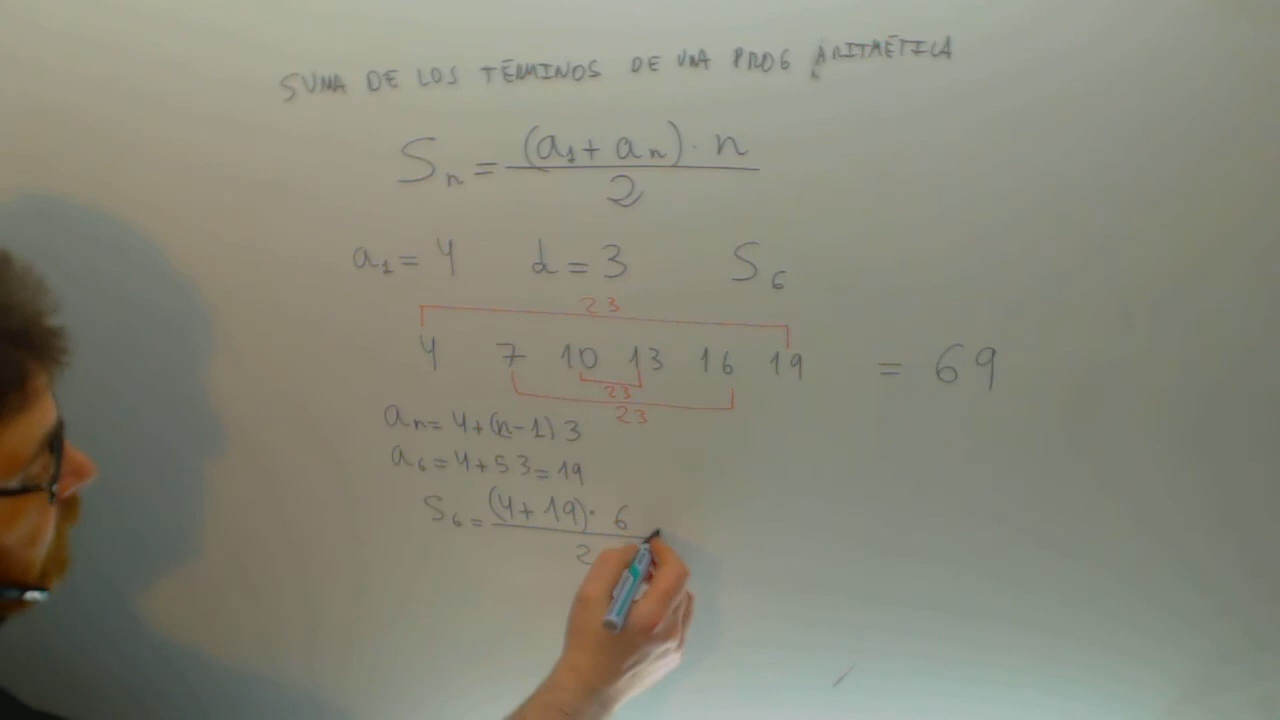 SUMA DE LOS TÉRMINOS DE UNA PROG ARITMÉTICA
Sn = (a1 + an) · n / 2
a1 = 4 d = 3 S6
23
4 7 10 13 16 19 = 69
23
23
an = 4 + (n-1) 3
a6 = 4 + 5 3 = 19
S6 = (4 + 19) · 6 / 2